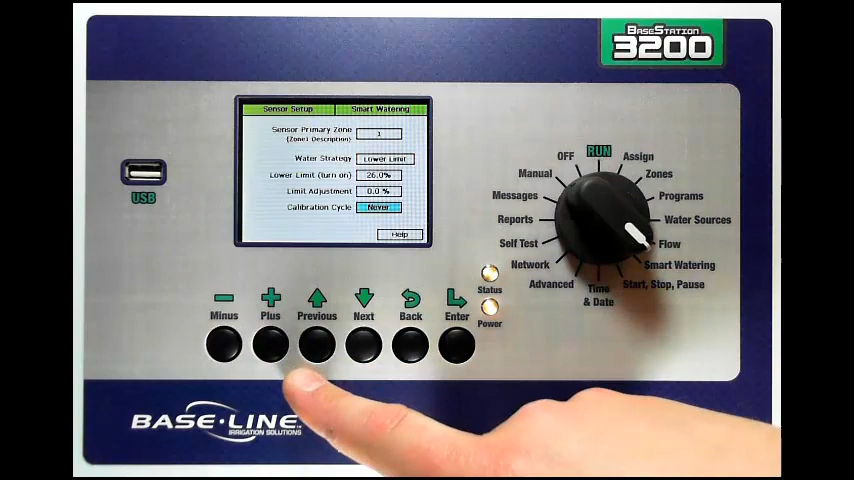 BASESTATION
3200
Sensor Setup
Smart Watering
Sensor Primary Zone
1
(Zone) Description)
Water Strategy
Lower Limit
Lower Limit (turn on)
26.0%
Limit Adjustment
0.0 %
Calibration Cycle
Never
Help
USB
OFF
RUN
Assign
Manual
Zones
Messages
Programs
Reports
Water Sources
Self Test
Flow
Network
Smart Watering
Advanced
Time
& Date
Start, Stop, Pause
Status
Power
Minus
Plus
Previous
Next
Back
Enter
BASE•LINE
IRRIGATION SOLUTIONS